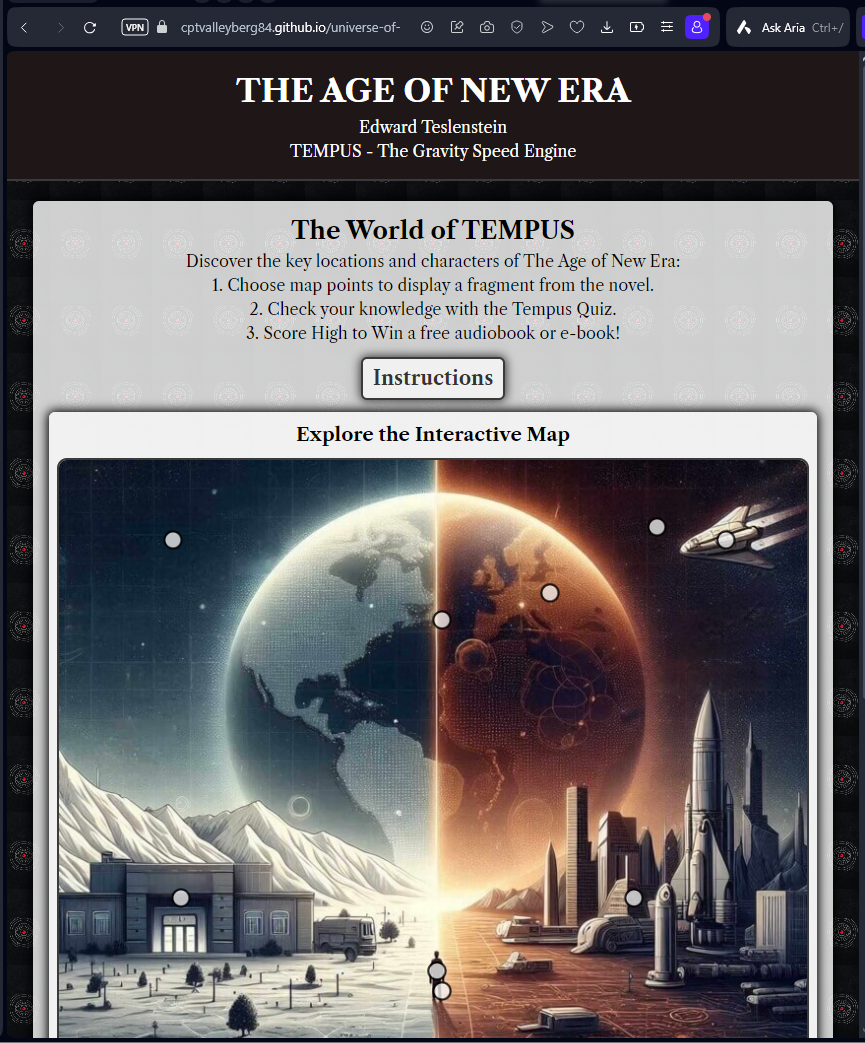 VPN
cptvalleyberg84.github.io/universe-of-
Ask Aria Ctrl+/
THE AGE OF NEW ERA
Edward Teslenstein
TEMPUS - The Gravity Speed Engine
The World of TEMPUS
Discover the key locations and characters of The Age of New Era:
1. Choose map points to display a fragment from the novel.
2. Check your knowledge with the Tempus Quiz.
3. Score High to Win a free audiobook or e-book!
Instructions
Explore the Interactive Map